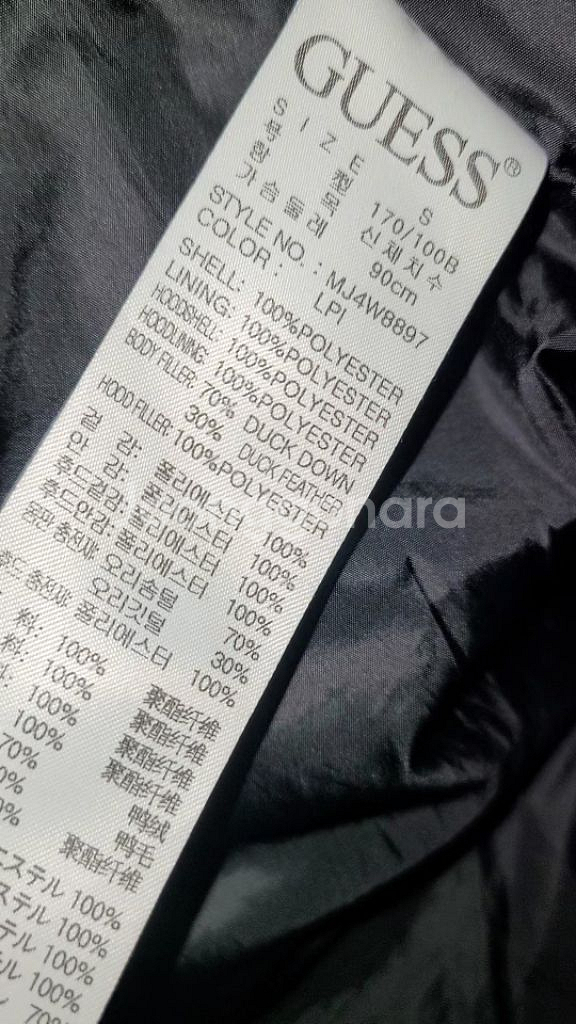 GUESS®
SIZE S
호형 170/100B
항목 신체치수
가슴둘레 90cm
STYLE NO. : MJ4W8897
COLOR : LPI
SHELL: 100%POLYESTER
LINING: 100%POLYESTER
HOODSHELL: 100%POLYESTER
HOODLINING: 100%POLYESTER
BODY FILLER: 70% DUCK DOWN
30% DUCK FEATHER
HOOD FILLER: 100%POLYESTER
겉 감: 폴리에스터 100%
안 감: 폴리에스터 100%
후드겉감: 폴리에스터 100%
후드안감: 폴리에스터 100%
몸판 충전재: 오리솜털 70%
오리깃털 30%
후드 충전재: 폴리에스터 100%
料: 100% 聚酯纤维
料: 100% 聚酯纤维
100% 聚酯纤维
100% 聚酯纤维
70% 鸭绒
鸭毛
聚酯纤维
エステル 100%
ステル 100%
テル 100%
ル 100%
70%